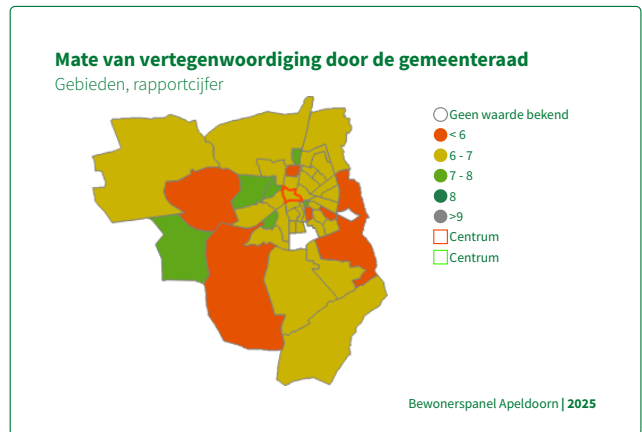 Mate van vertegenwoordiging door de gemeenteraad
Gebieden, rapportcijfer
Geen waarde bekend
< 6
6 - 7
7 - 8
8
>9
Centrum
Centrum
Bewonerspanel Apeldoorn | 2025